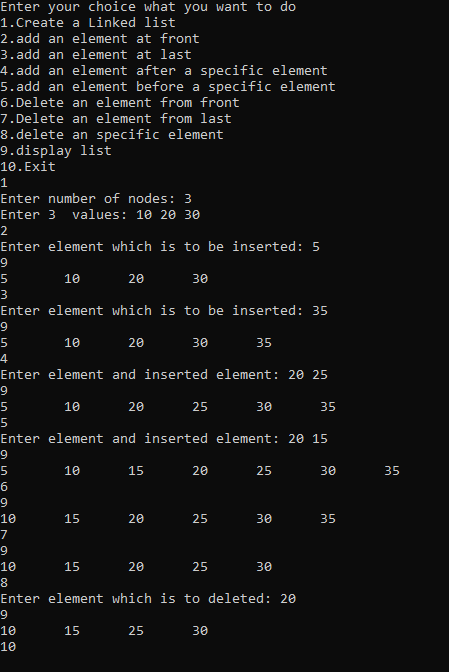 Enter your choice what you want to do
1.Create a Linked list
2.add an element at front
3.add an element at last
4.add an element after a specific element
5.add an element before a specific element
6.Delete an element from front
7.Delete an element from last
8.delete an specific element
9.display list
10.Exit
1
Enter number of nodes: 3
Enter 3  values: 10 20 30
2
Enter element which is to be inserted: 5
9
5       10      20      30
3
Enter element which is to be inserted: 35
9
5       10      20      30      35
4
Enter element and inserted element: 20 25
9
5       10      20      25      30      35
5
Enter element and inserted element: 20 15
9
5       10      15      20      25      30      35
6
9
10      15      20      25      30      35
7
9
10      15      20      25      30
8
Enter element which is to deleted: 20
9
10      15      25      30
10